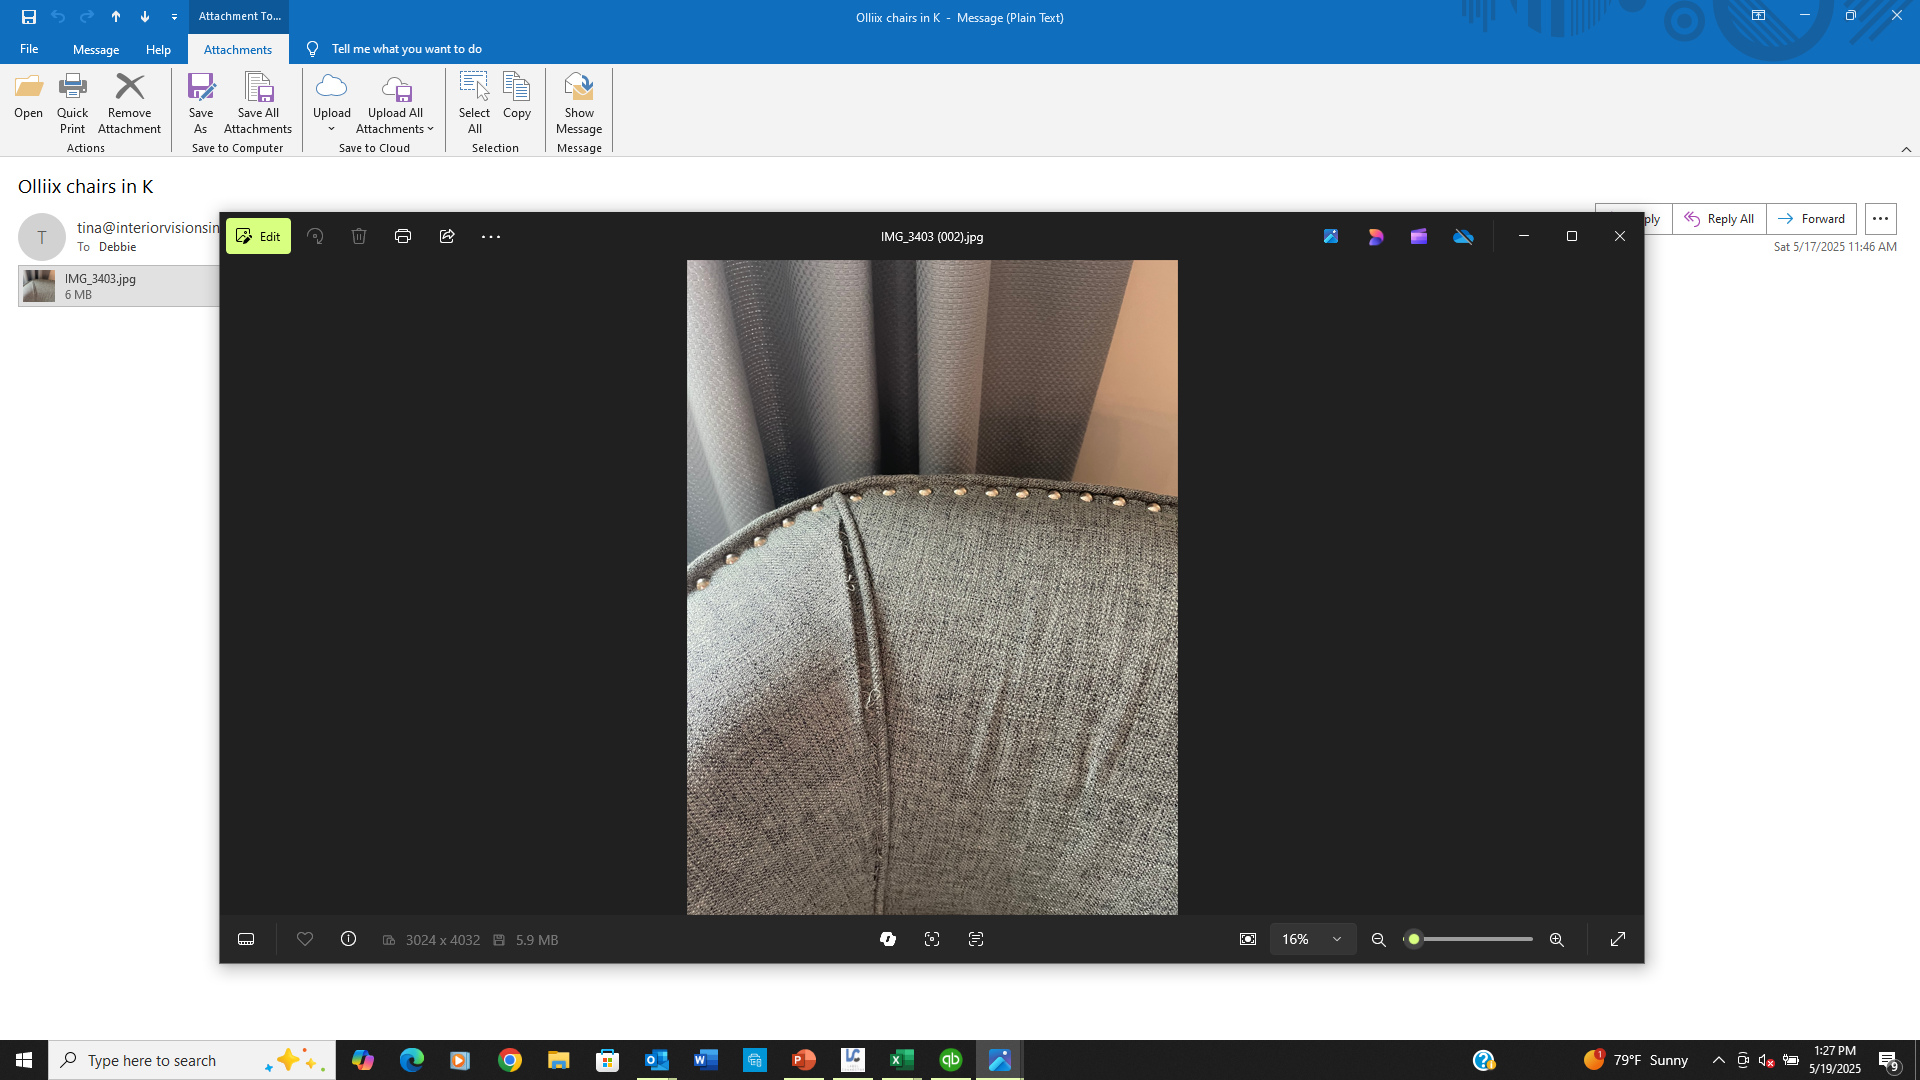 Attachment To...
Olliix chairs in K - Message (Plain Text)
File
Message
Help
Attachments
Tell me what you want to do
Open
Quick Print
Remove Attachment
Save As
Save All Attachments
Upload
Upload All Attachments
Select All
Copy
Show Message
Actions
Save to Computer
Save to Cloud
Selection
Message
Olliix chairs in K
T
tina@interiorvisionsin
To Debbie
Reply All
Forward
Sat 5/17/2025 11:46 AM
IMG_3403.jpg
6 MB
Edit
IMG_3403 (002).jpg
3024 x 4032
5.9 MB
16%
Type here to search
79°F Sunny
1
1:27 PM
5/19/2025
9